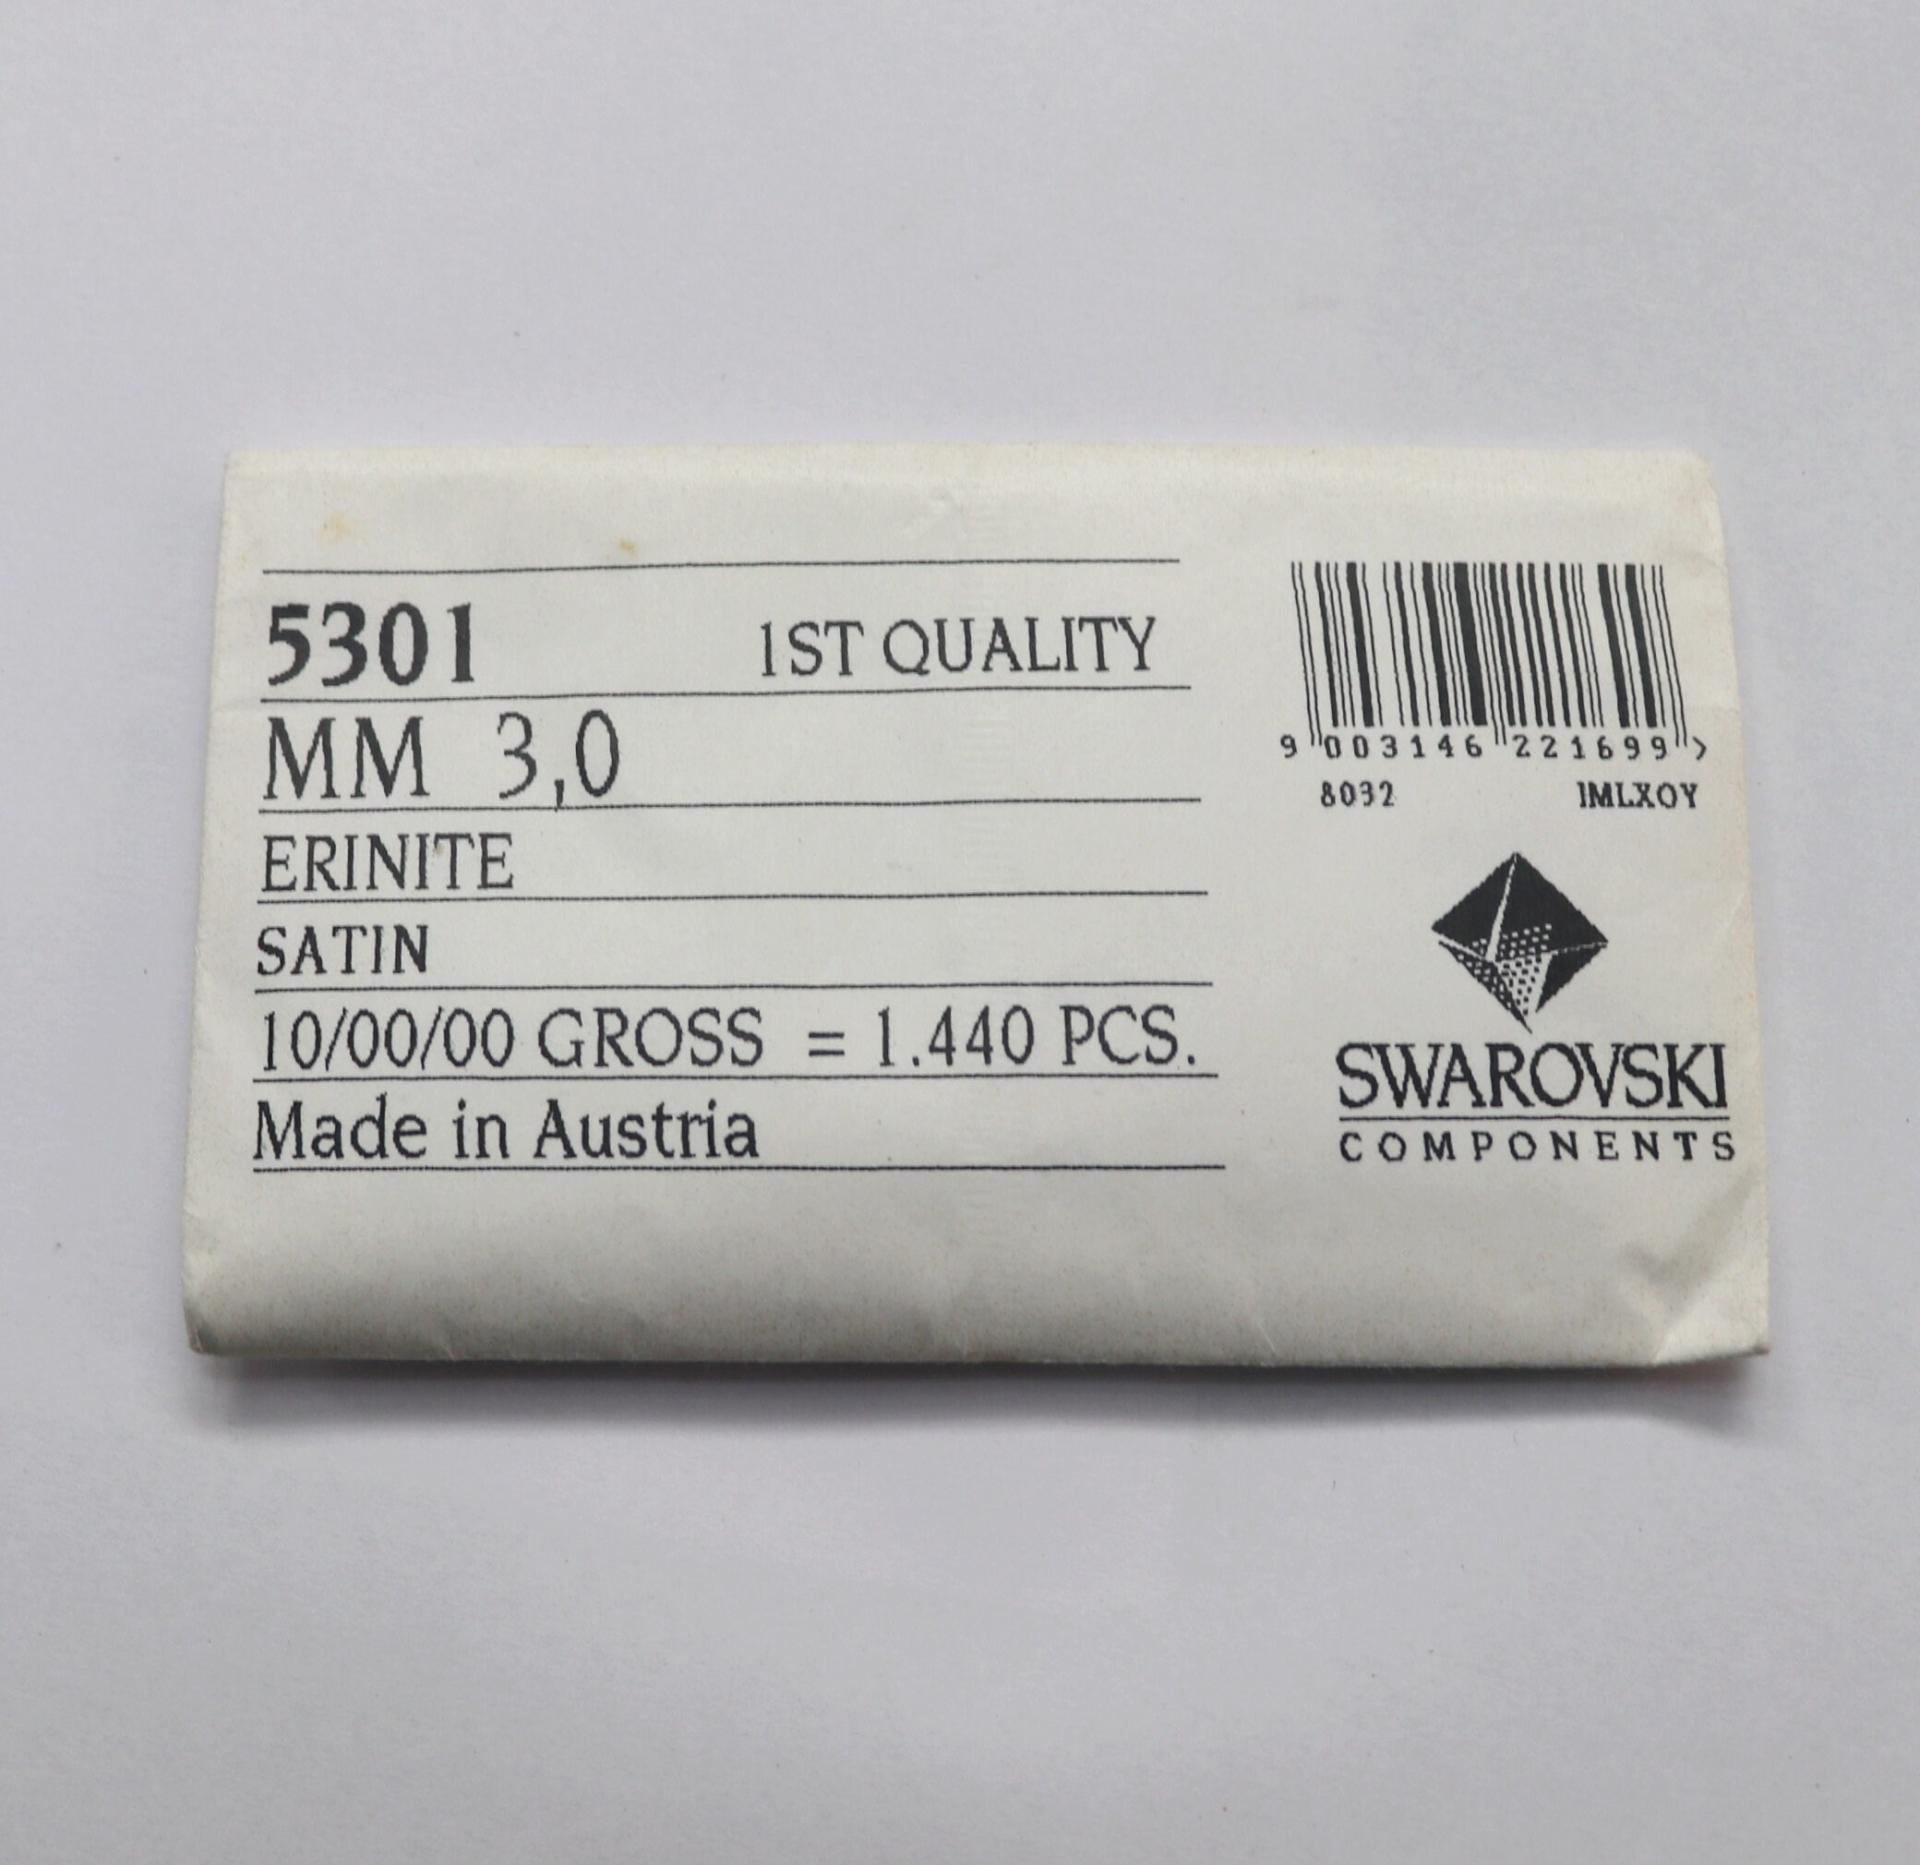 5301 1ST QUALITY
MM 3,0
ERINITE
SATIN
10/00/00 GROSS = 1.440 PCS.
Made in Austria
9 003146 221699 >
8032 IMLXOY
SWAROVSKI
COMPONENTS